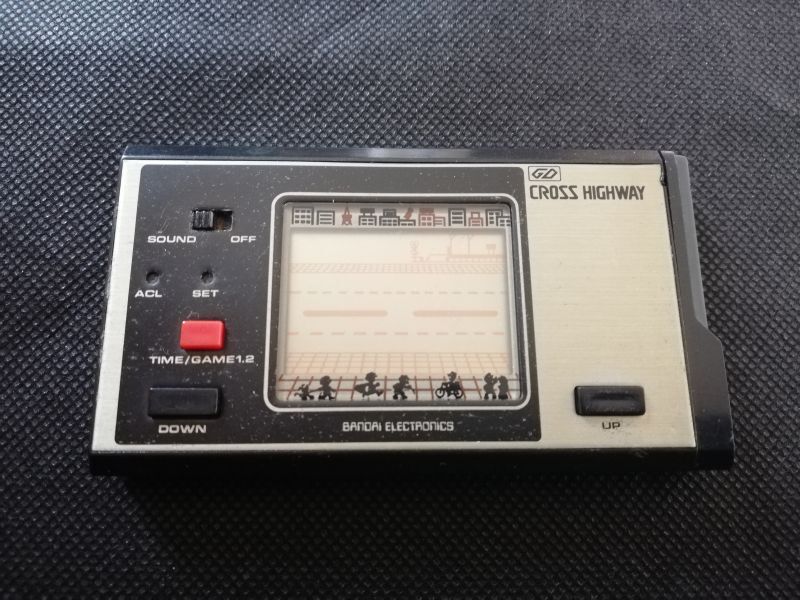 GD
CROSS HIGHWAY
SOUND OFF
ACL SET
TIME/GAME1.2
DOWN
BANDAI ELECTRONICS
UP